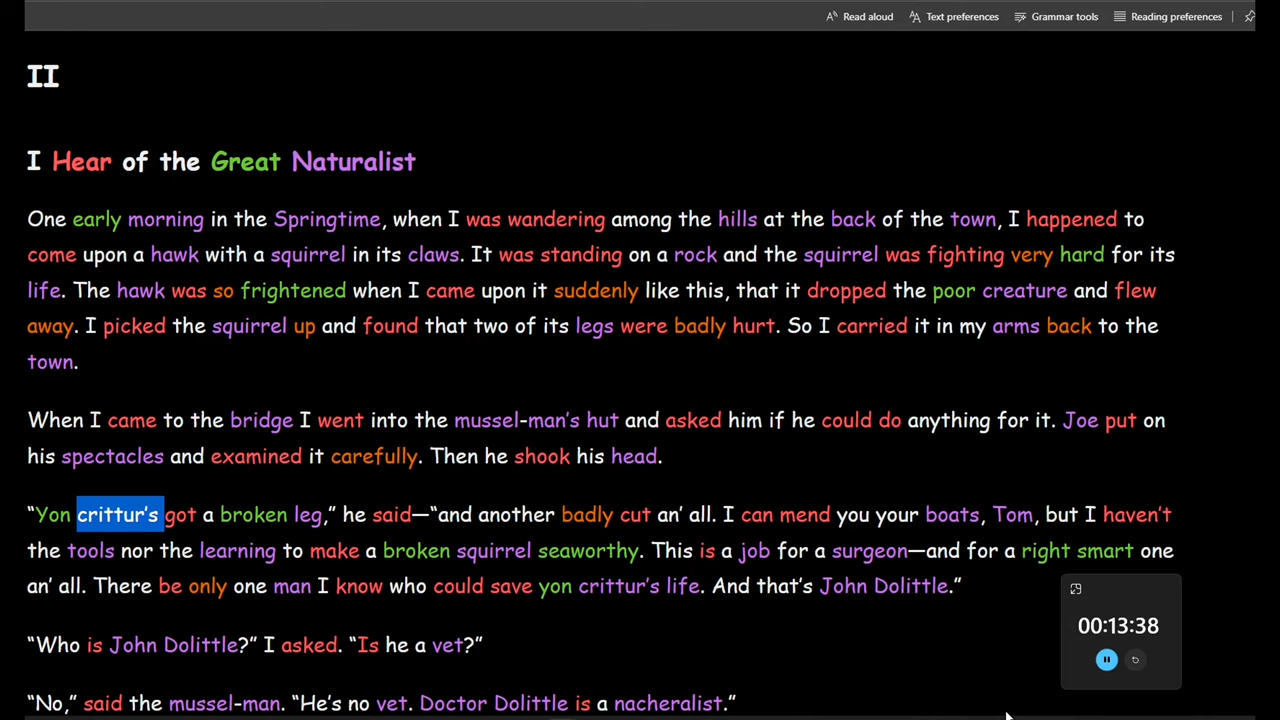 Read aloud Text preferences Grammar tools Reading preferences
II
I Hear of the Great Naturalist
One early morning in the Springtime, when I was wandering among the hills at the back of the town, I happened to
come upon a hawk with a squirrel in its claws. It was standing on a rock and the squirrel was fighting very hard for its
life. The hawk was so frightened when I came upon it suddenly like this, that it dropped the poor creature and flew
away. I picked the squirrel up and found that two of its legs were badly hurt. So I carried it in my arms back to the
town.
When I came to the bridge I went into the mussel-man's hut and asked him if he could do anything for it. Joe put on
his spectacles and examined it carefully. Then he shook his head.
“Yon crittur's got a broken leg,” he said—“and another badly cut an' all. I can mend you your boats, Tom, but I haven't
the tools nor the learning to make a broken squirrel seaworthy. This is a job for a surgeon—and for a right smart one
an' all. There be only one man I know who could save yon crittur's life. And that's John Dolittle.”
00:13:38
“Who is John Dolittle?” I asked. “Is he a vet?”
“No,” said the mussel-man. “He's no vet. Doctor Dolittle is a nacheralist.”